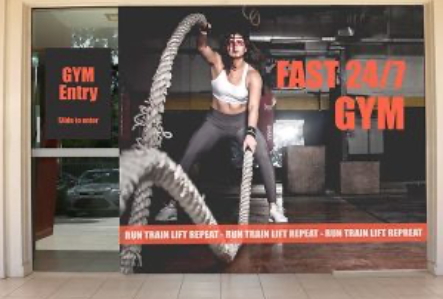 GYM
Entry
Slide to enter
FAST 24/7
GYM
RUN TRAIN LIFT REPEAT - RUN TRAIN LIFT REPEAT - RUN TRAIN LIFT REPREAT